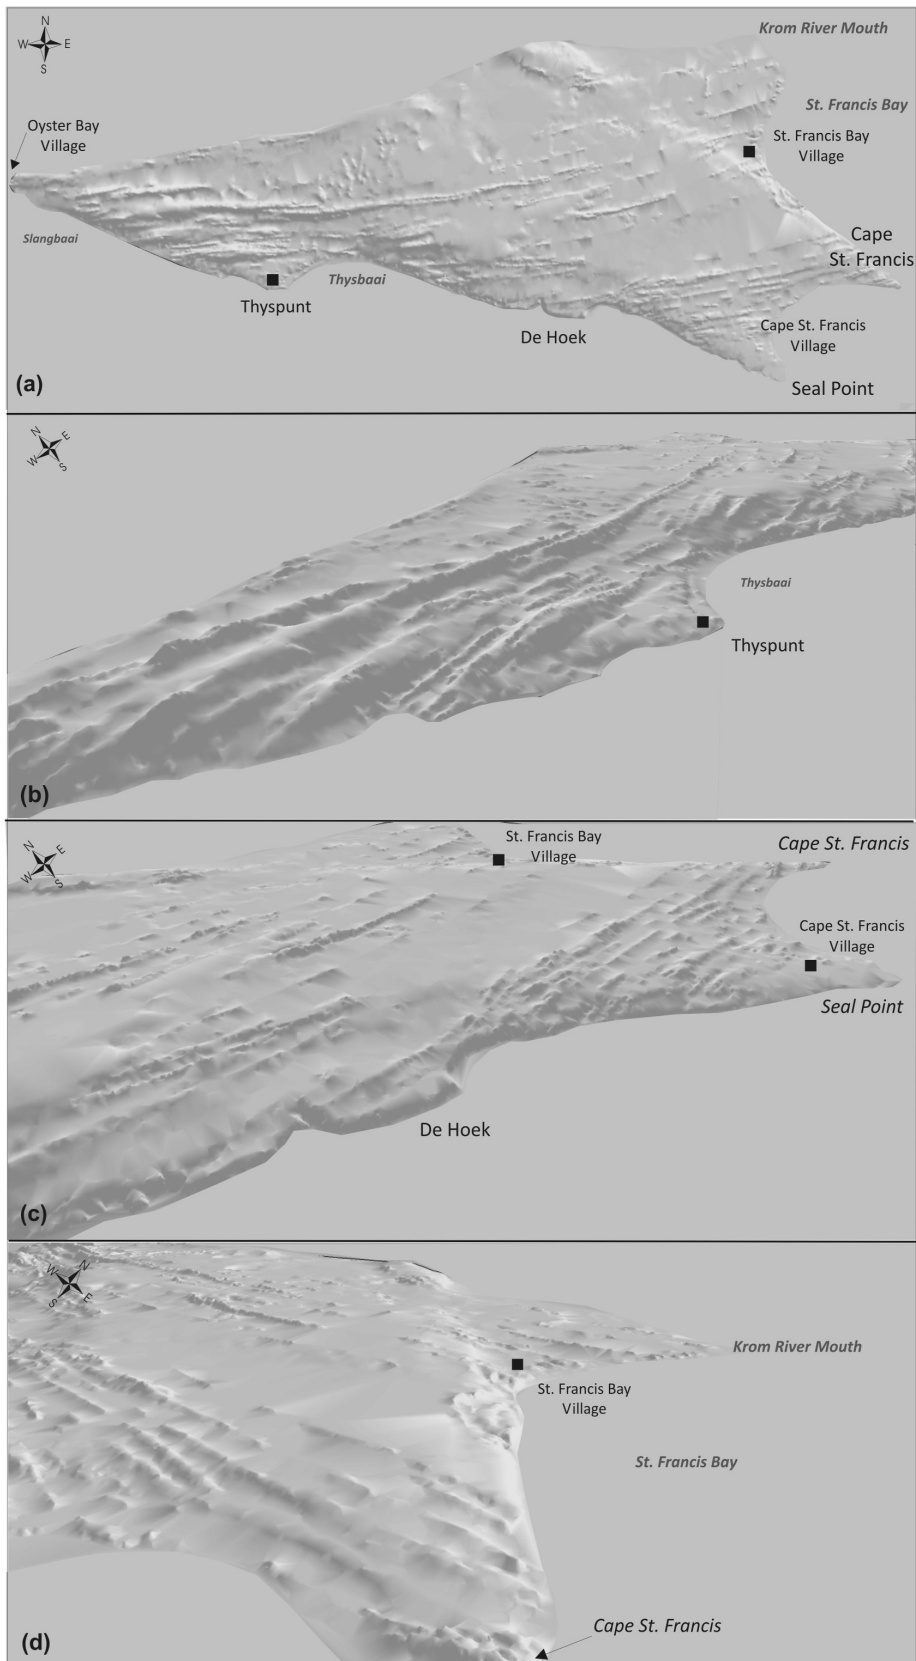 N
W E
S
Krom River Mouth
St. Francis Bay
Oyster Bay
Village
St. Francis Bay
Village
Slangbaai
Cape
St. Francis
Thysbaai
Thyspunt
De Hoek
Cape St. Francis
Village
(a)
Seal Point
N E
W S
Thysbaai
Thyspunt
(b)
St. Francis Bay
Village
Cape St. Francis
N E
W S
Cape St. Francis
Village
Seal Point
De Hoek
(c)
W N
S E
Krom River Mouth
St. Francis Bay
Village
St. Francis Bay
Cape St. Francis
(d)